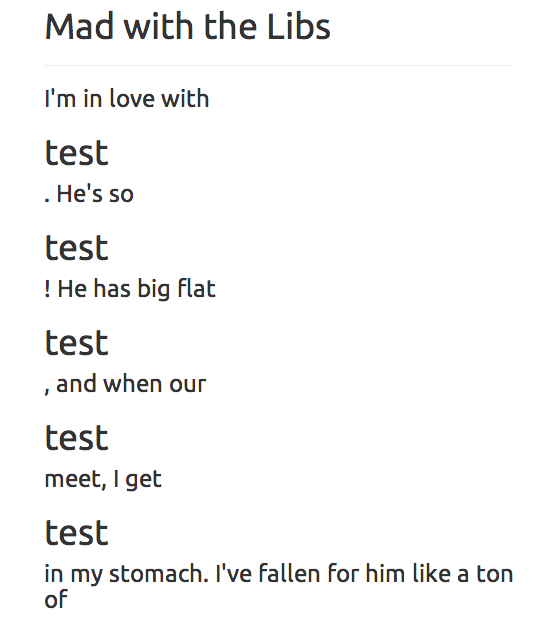 Mad with the Libs
I'm in love with
test
. He's so
test
! He has big flat
test
, and when our
test
meet, I get
test
in my stomach. I've fallen for him like a ton
of